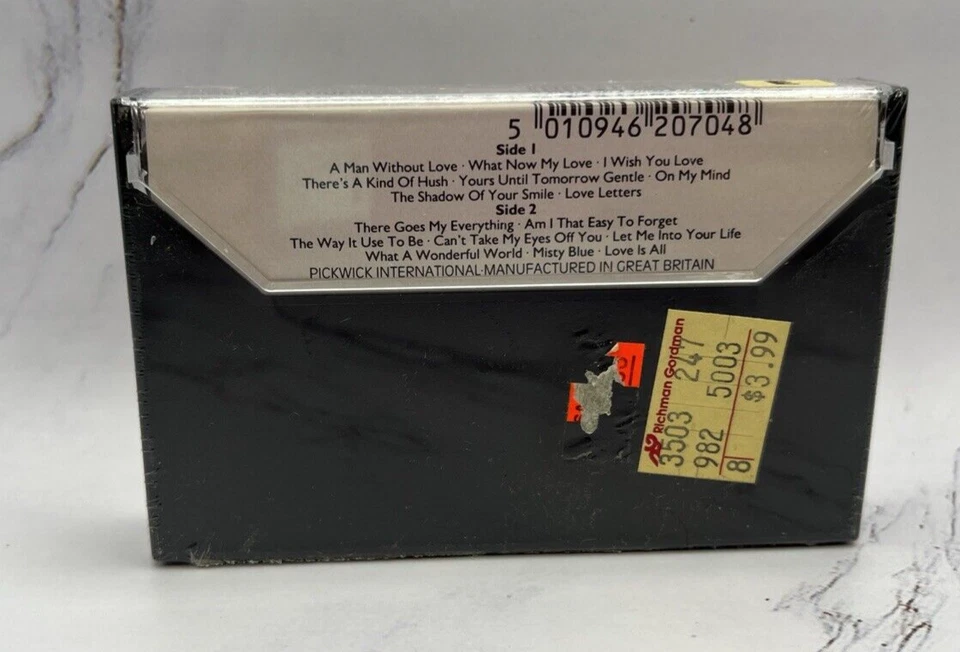 5 010946 207048
Side 1
A Man Without Love · What Now My Love · I Wish You Love
There's A Kind Of Hush · Yours Until Tomorrow Gentle · On My Mind
The Shadow Of Your Smile · Love Letters
Side 2
There Goes My Everything · Am I That Easy To Forget
The Way It Use To Be · Can't Take My Eyes Off You · Let Me Into Your Life
What A Wonderful World · Misty Blue · Love Is All
PICKWICK INTERNATIONAL·MANUFACTURED IN GREAT BRITAIN
Richman Gordman
3503 247
982 5003
8 $3.99